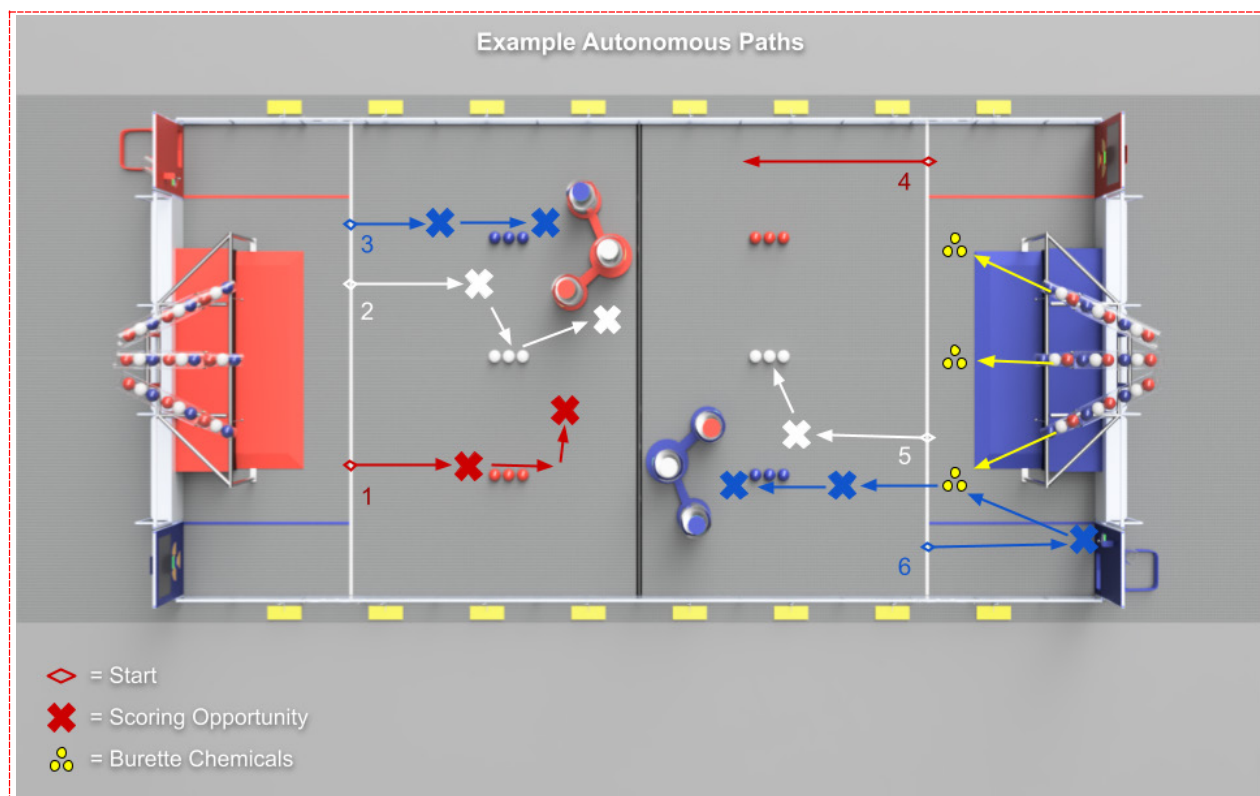 Example Autonomous Paths
4
3
2
5
1
6
= Start
= Scoring Opportunity
= Burette Chemicals